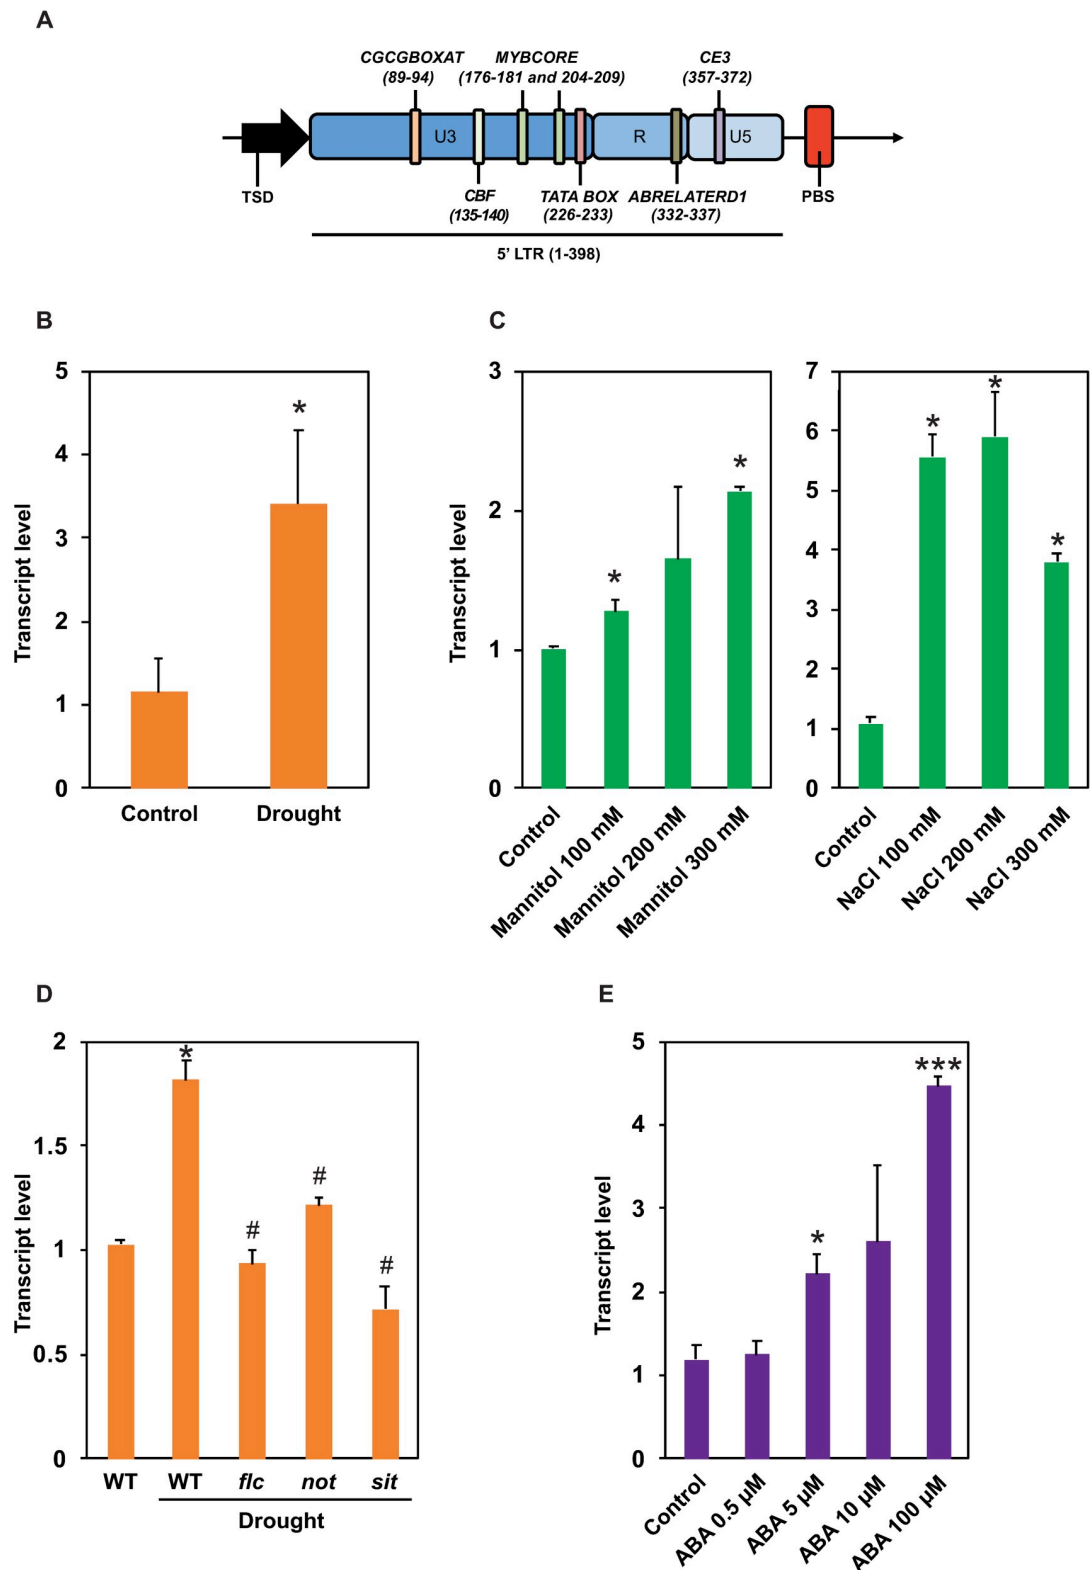 A
CGCGBOXAT MYBCORE CE3
(89-94) (176-181 and 204-209) (357-372)
U3 R U5
TSD CBF TATA BOX ABRELATERD1 PBS
(135-140) (226-233) (332-337)
5’ LTR (1-398)
B
Transcript level
5
4
3
2
1
0
*
Control Drought
C
Transcript level
3
2
1
0
* *
Control
Mannitol 100 mM
Mannitol 200 mM
Mannitol 300 mM
7
6
5
4
3
2
1
0
* * *
Control
NaCl 100 mM
NaCl 200 mM
NaCl 300 mM
D
Transcript level
2
1.5
1
0.5
0
* # # #
WT WT flc not sit
Drought
E
Transcript level
5
4
3
2
1
0
* ***
Control
ABA 0.5 µM
ABA 5 µM
ABA 10 µM
ABA 100 µM